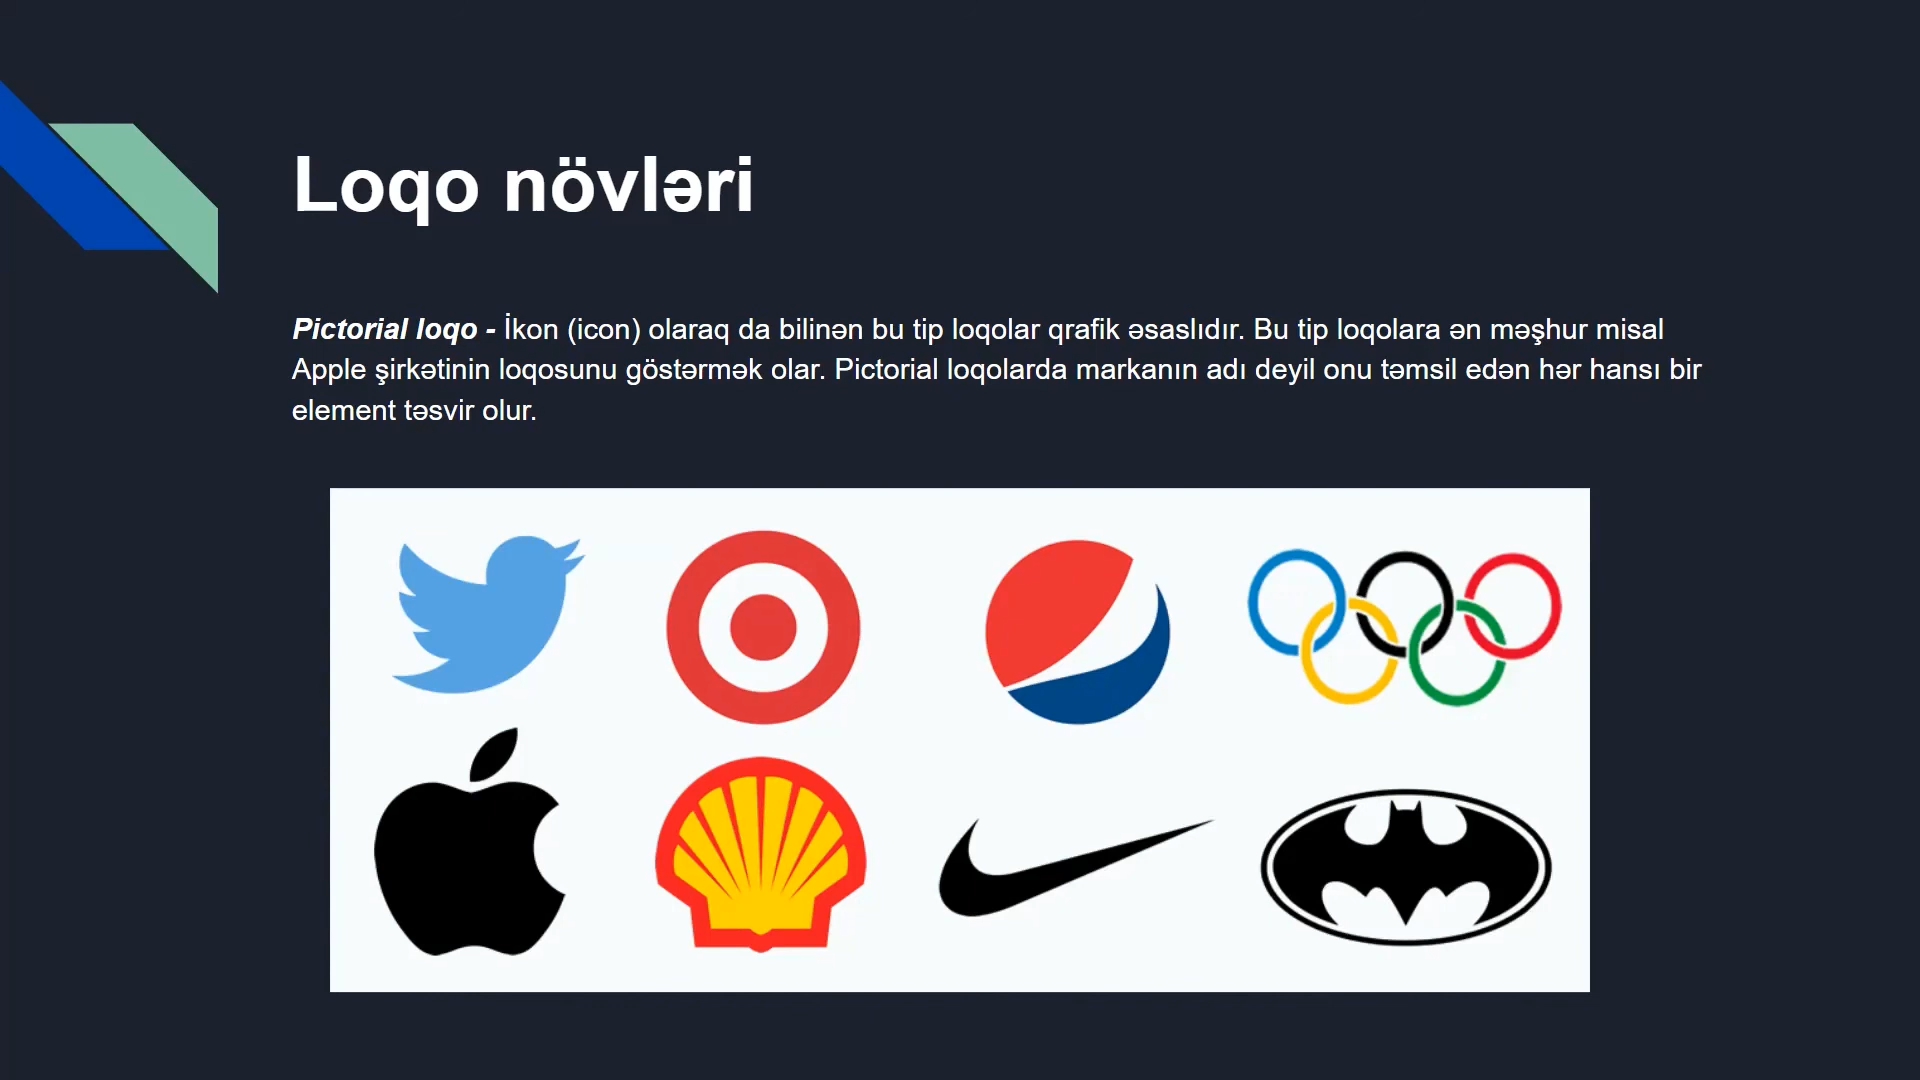 Loqo növləri
Pictorial loqo - İkon (icon) olaraq da bilinən bu tip loqolar qrafik əsaslıdır. Bu tip loqolara ən məşhur misal
Apple şirkətinin loqosunu göstərmək olar. Pictorial loqolarda markanın adı deyil onu təmsil edən hər hansı bir
element təsvir olur.